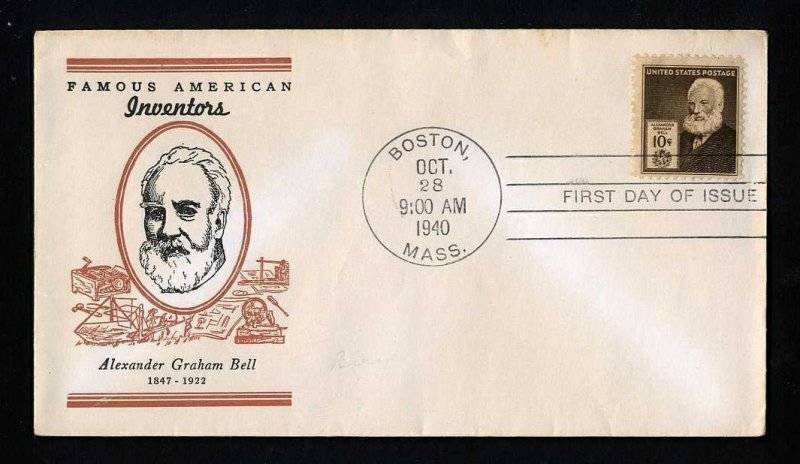 FAMOUS AMERICAN
Inventors
Alexander Graham Bell
1847 - 1922
BOSTON,
OCT.
28
9:00 AM
1940
MASS.
UNITED STATES POSTAGE
ALEXANDER
GRAHAM
BELL
10¢
FIRST DAY OF ISSUE